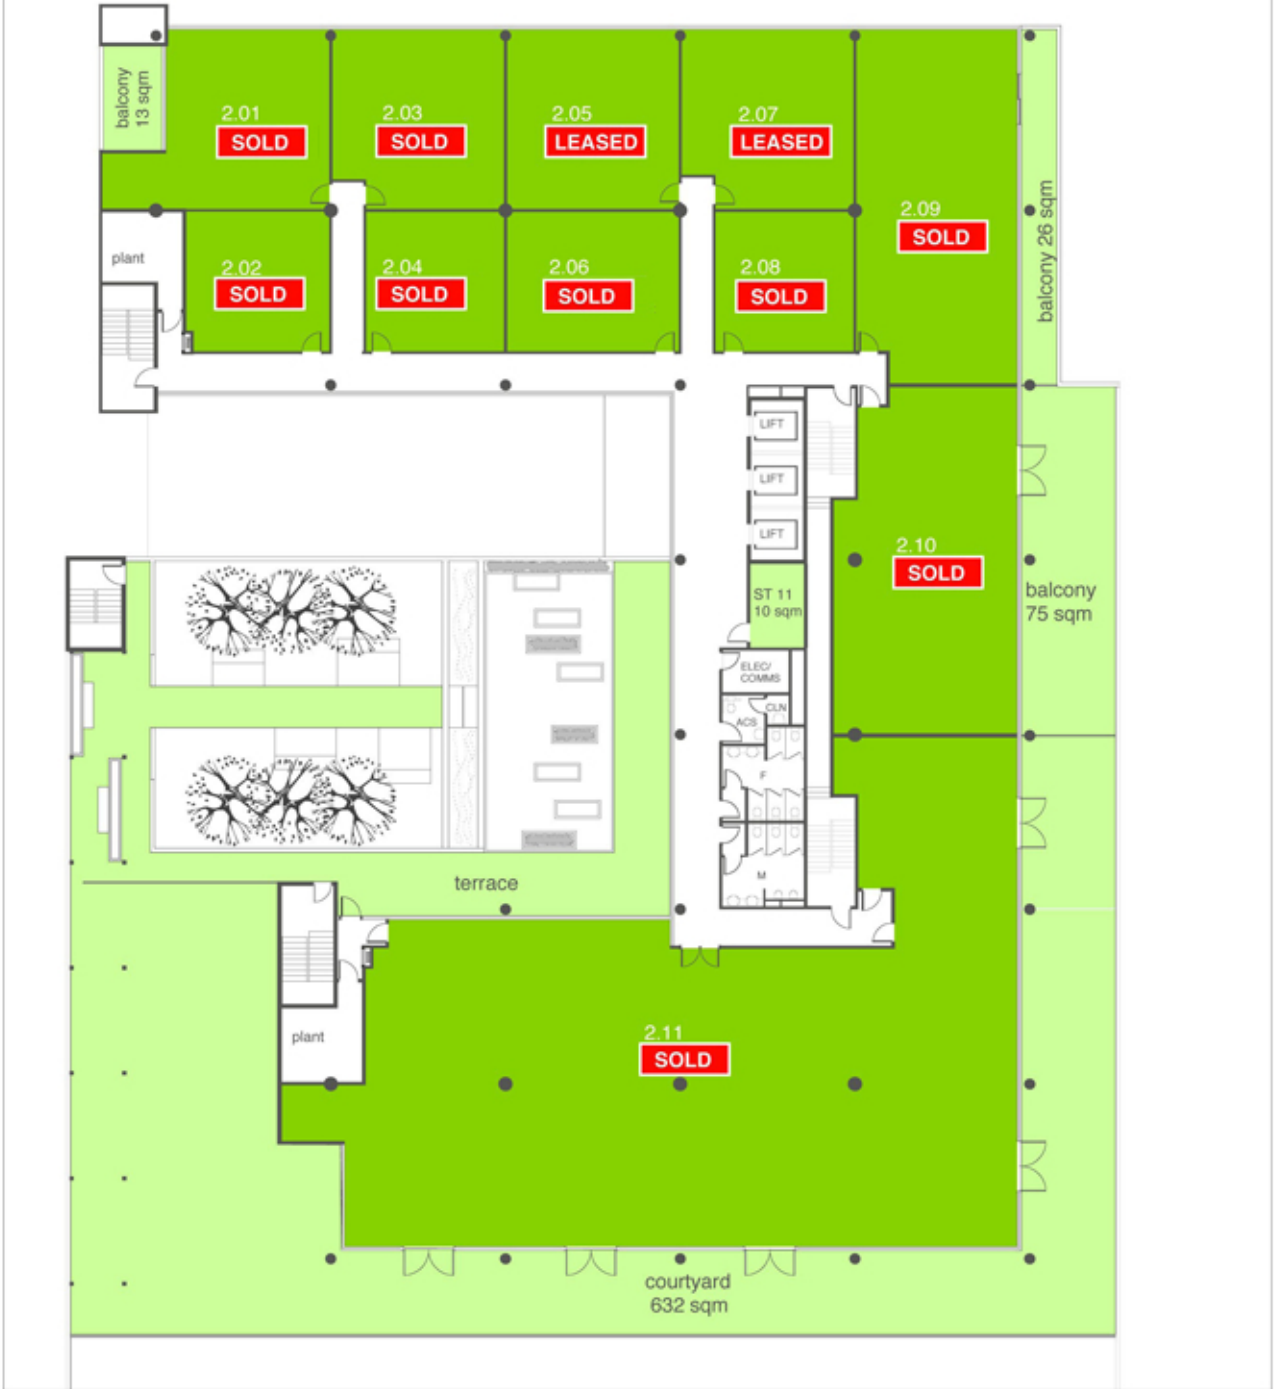 balcony
13 sqm
2.01
SOLD
2.03
SOLD
2.05
LEASED
2.07
LEASED
2.09
SOLD
balcony 26 sqm
plant
2.02
SOLD
2.04
SOLD
2.06
SOLD
2.08
SOLD
LIFT
LIFT
LIFT
2.10
SOLD
balcony
75 sqm
ST 11
10 sqm
ELEC/
COMMS
CLN
ACS
F
M
terrace
plant
2.11
SOLD
courtyard
632 sqm